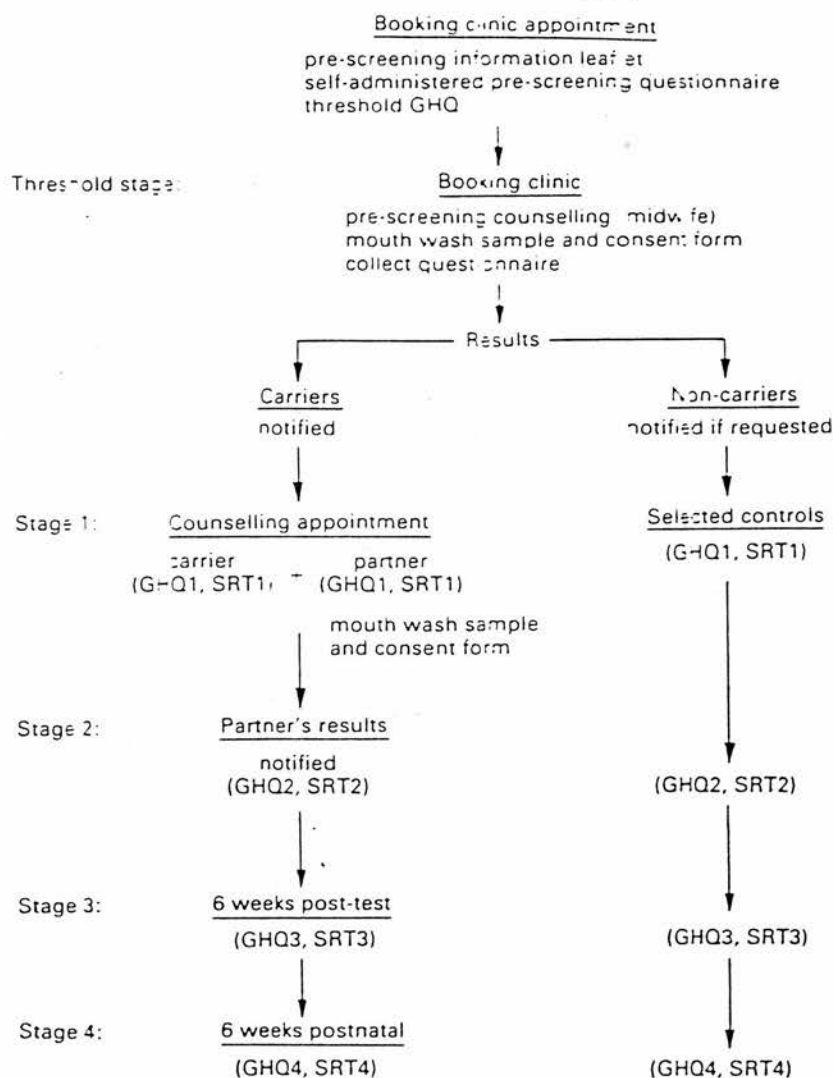 Booking clinic appointment
pre-screening information leaflet
self-administered pre-screening questionnaire
threshold GHQ
Threshold stage:
Booking clinic
pre-screening counselling (midwife)
mouth wash sample and consent form
collect questionnaire
Results
Carriers
Non-carriers
notified
notified if requested
Stage 1:
Counselling appointment
Selected controls
carrier + partner
(GHQ1, SRT1)
(GHQ1, SRT1) (GHQ1, SRT1)
mouth wash sample
and consent form
Stage 2:
Partner's results
notified
(GHQ2, SRT2)
(GHQ2, SRT2)
Stage 3:
6 weeks post-test
(GHQ3, SRT3)
(GHQ3, SRT3)
Stage 4:
6 weeks postnatal
(GHQ4, SRT4)
(GHQ4, SRT4)